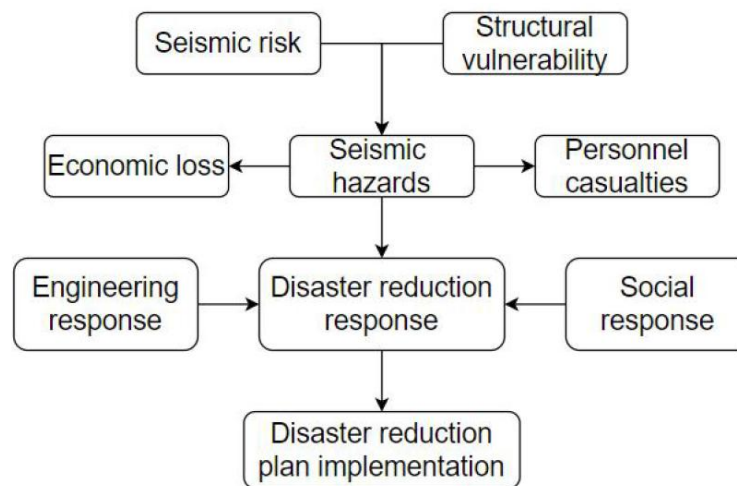 Seismic risk
Structural
vulnerability
Economic loss
Seismic
hazards
Personnel
casualties
Engineering
response
Disaster reduction
response
Social
response
Disaster reduction
plan implementation